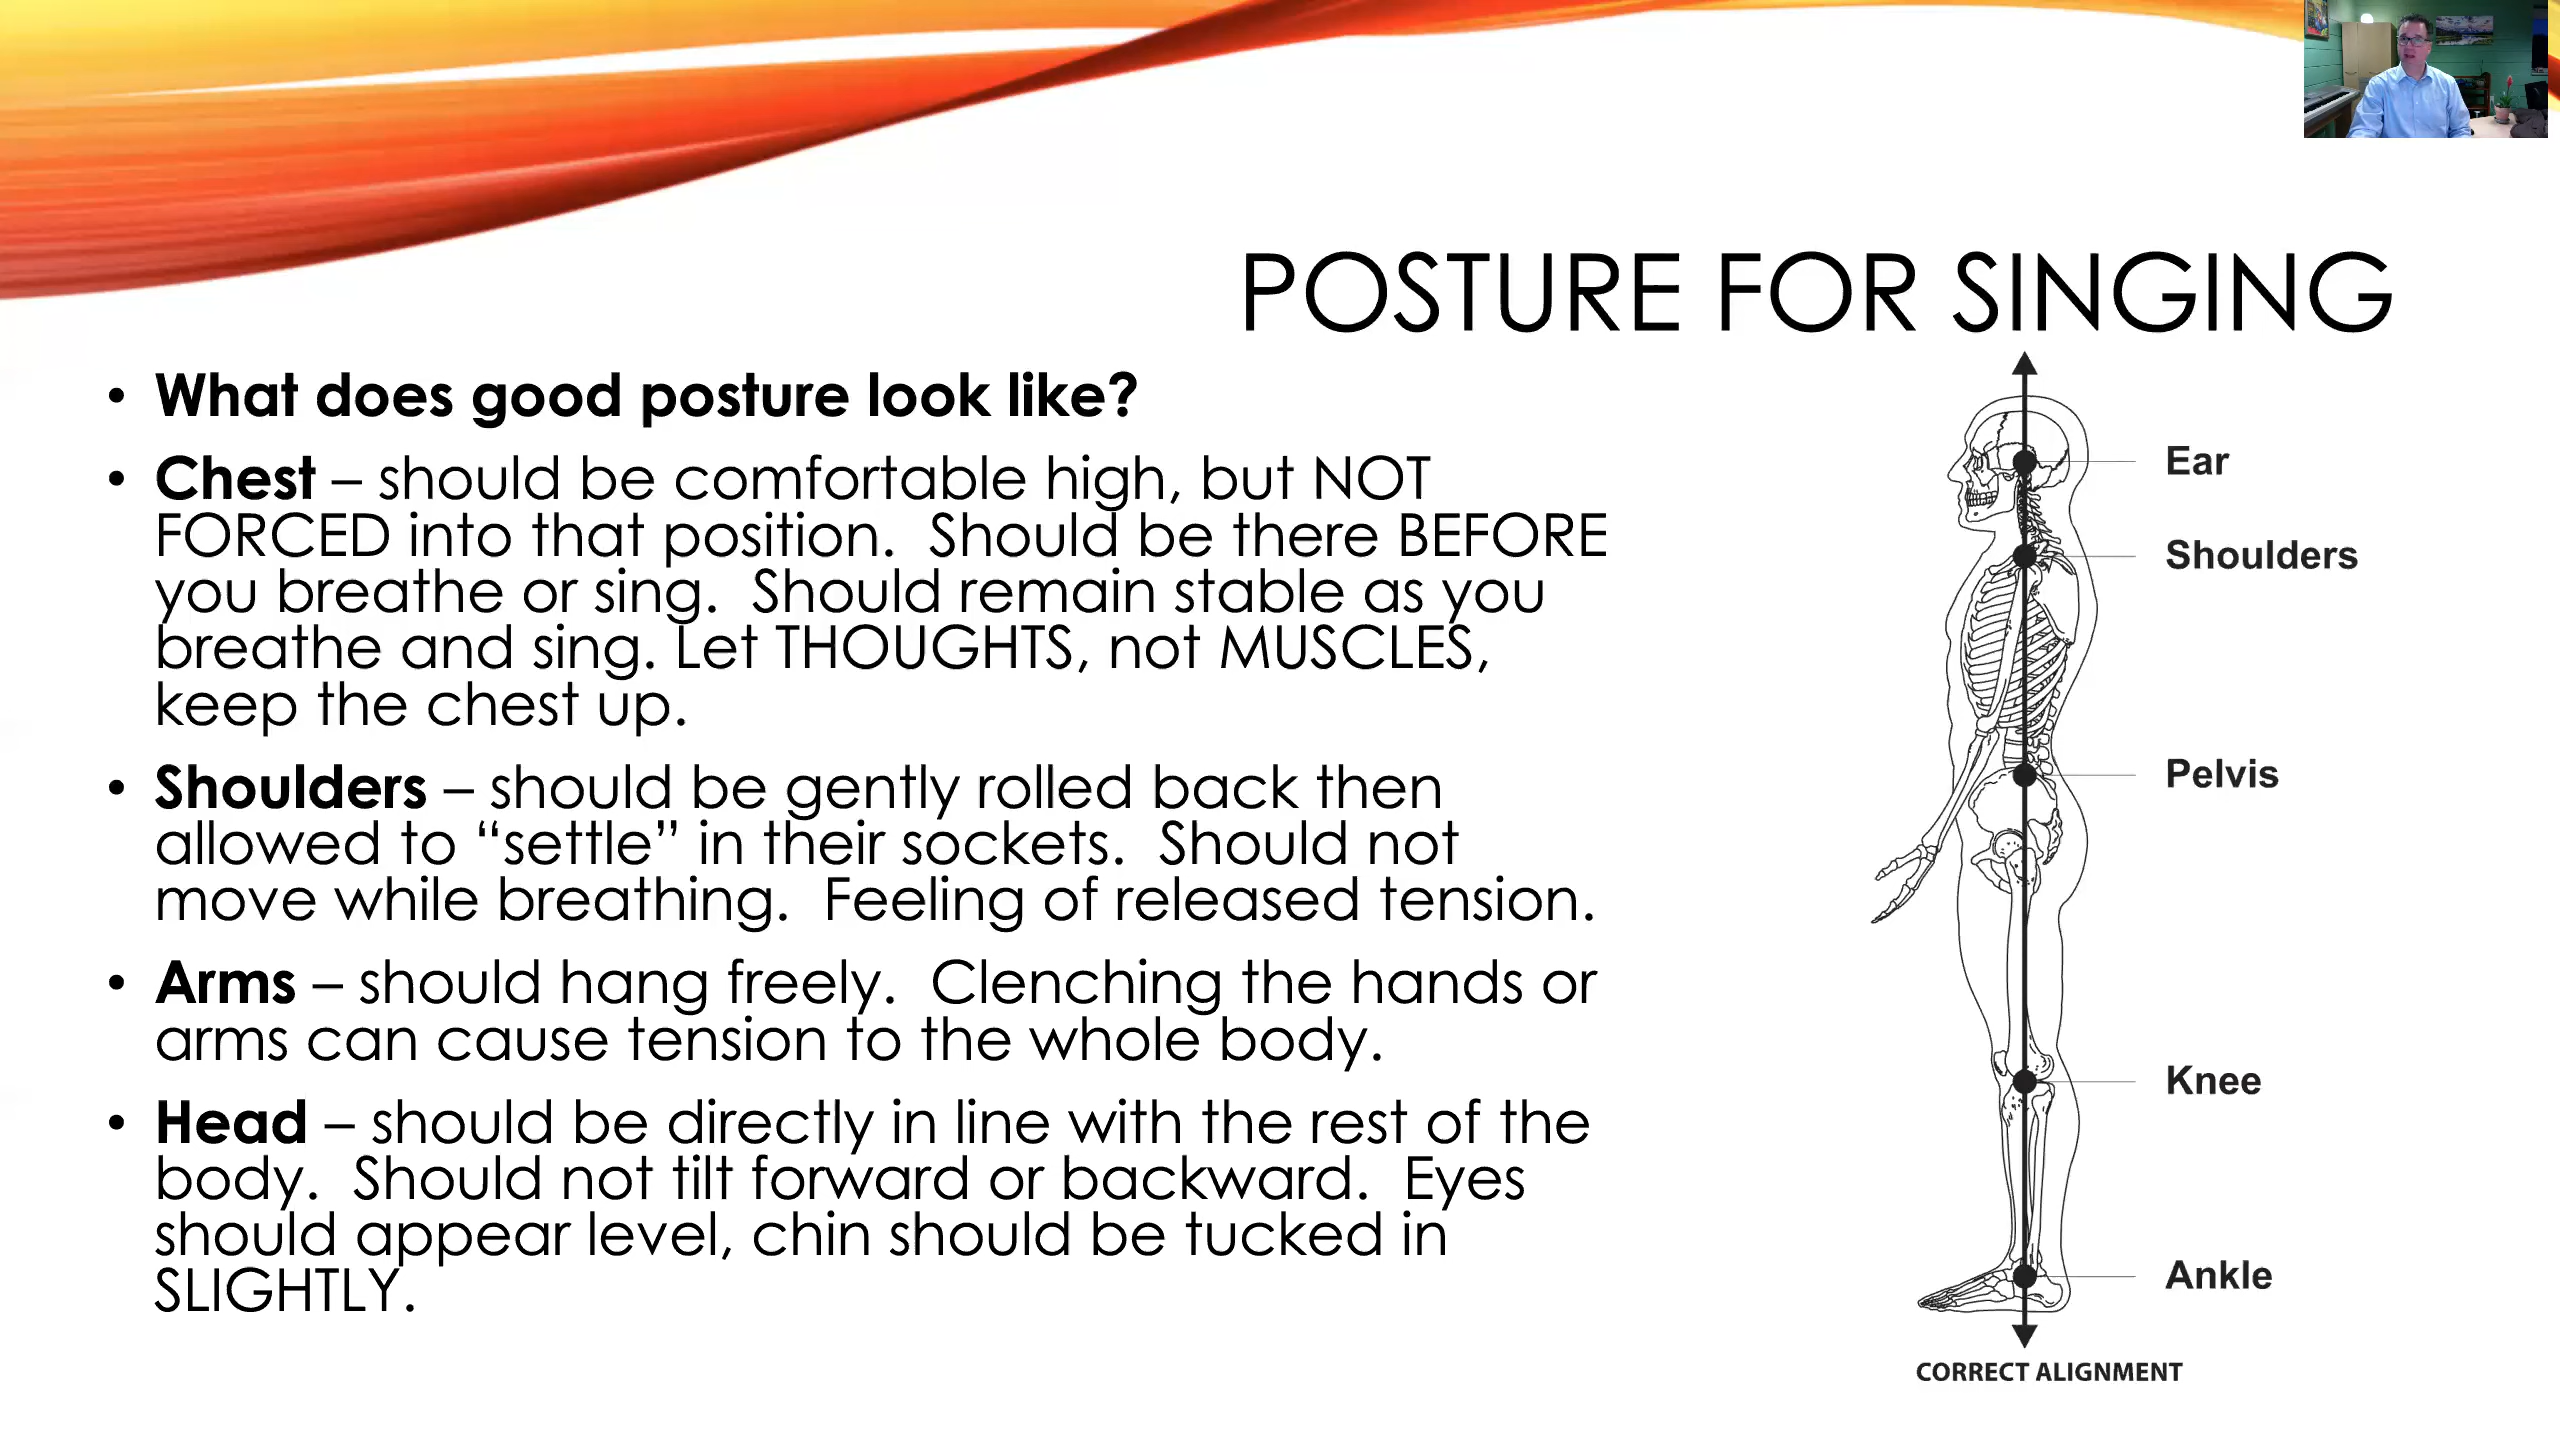 POSTURE FOR SINGING
• What does good posture look like?
• Chest – should be comfortable high, but NOT
FORCED into that position.  Should be there BEFORE
you breathe or sing.  Should remain stable as you
breathe and sing. Let THOUGHTS, not MUSCLES,
keep the chest up.
• Shoulders – should be gently rolled back then
allowed to “settle” in their sockets.  Should not
move while breathing.  Feeling of released tension.
• Arms – should hang freely.  Clenching the hands or
arms can cause tension to the whole body.
• Head – should be directly in line with the rest of the
body.  Should not tilt forward or backward.  Eyes
should appear level, chin should be tucked in
SLIGHTLY.
Ear
Shoulders
Pelvis
Knee
Ankle
CORRECT ALIGNMENT